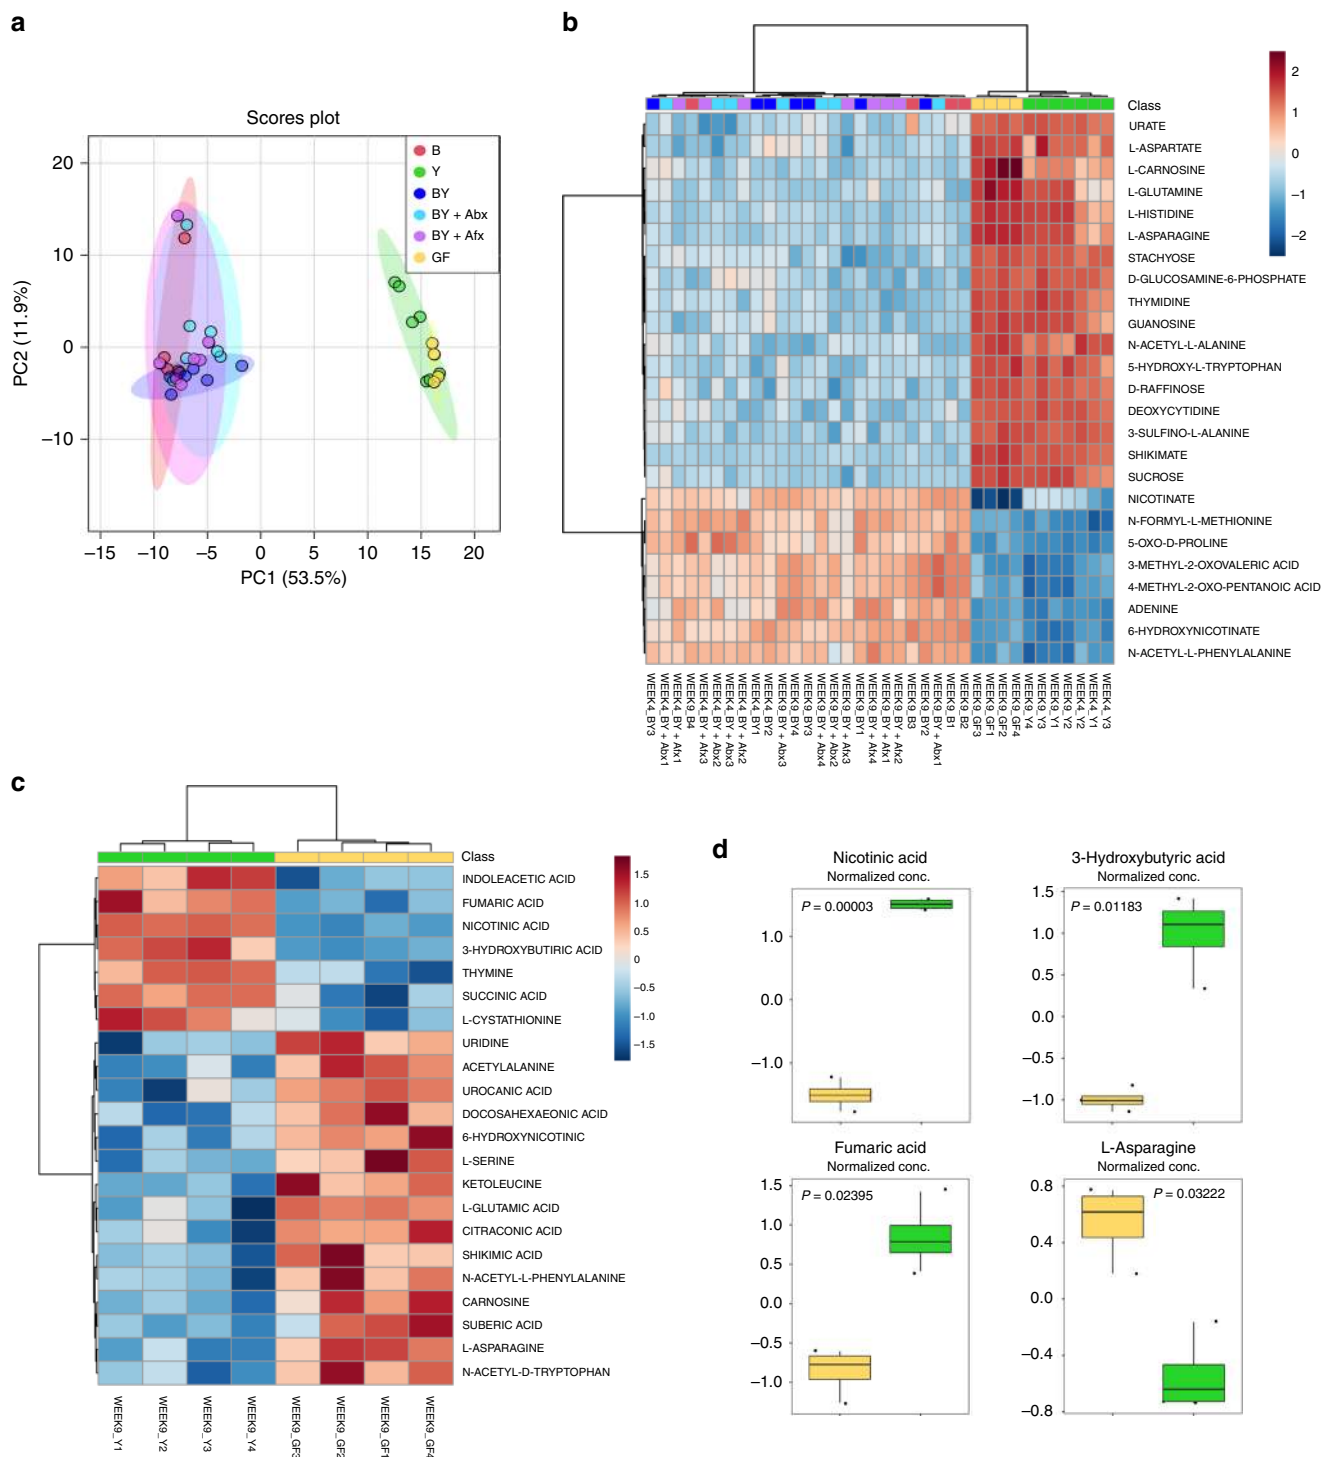 a
Scores plot
B
Y
BY
BY + Abx
BY + Afx
GF
20
10
0
−10
PC2 (11.9%)
−15 −10 −5 0 5 10 15 20
PC1 (53.5%)
b
Class
URATE
L-ASPARTATE
L-CARNOSINE
L-GLUTAMINE
L-HISTIDINE
L-ASPARAGINE
STACHYOSE
D-GLUCOSAMINE-6-PHOSPHATE
THYMIDINE
GUANOSINE
N-ACETYL-L-ALANINE
5-HYDROXY-L-TRYPTOPHAN
D-RAFFINOSE
DEOXYCYTIDINE
3-SULFINO-L-ALANINE
SHIKIMATE
SUCROSE
NICOTINATE
N-FORMYL-L-METHIONINE
5-OXO-D-PROLINE
3-METHYL-2-OXOVALERIC ACID
4-METHYL-2-OXO-PENTANOIC ACID
ADENINE
6-HYDROXYNICOTINATE
N-ACETYL-L-PHENYLALANINE
2
1
0
−1
−2
WEEK4_BY3
WEEK4_BY + Abx1
WEEK4_BY + Afx1
WEEK9_B4
WEEK4_BY + Afx3
WEEK4_BY + Abx2
WEEK4_BY + Abx3
WEEK4_BY + Afx2
WEEK4_BY1
WEEK4_BY2
WEEK9_BY + Abx3
WEEK9_BY4
WEEK9_BY3
WEEK9_BY + Abx4
WEEK9_BY + Abx2
WEEK9_BY + Afx3
WEEK9_BY1
WEEK9_BY + Afx4
WEEK9_BY + Afx1
WEEK9_BY + Afx2
WEEK9_B3
WEEK9_BY2
WEEK9_BY + Abx1
WEEK9_B1
WEEK9_B2
WEEK9_GF3
WEEK9_GF1
WEEK9_GF2
WEEK9_GF4
WEEK9_Y4
WEEK9_Y3
WEEK9_Y1
WEEK9_Y2
WEEK4_Y2
WEEK4_Y1
WEEK4_Y3
c
Class
INDOLEACETIC ACID
FUMARIC ACID
NICOTINIC ACID
3-HYDROXYBUTIRIC ACID
THYMINE
SUCCINIC ACID
L-CYSTATHIONINE
URIDINE
ACETYLALANINE
UROCANIC ACID
DOCOSAHEXAEONIC ACID
6-HYDROXYNICOTINIC
L-SERINE
KETOLEUCINE
L-GLUTAMIC ACID
CITRACONIC ACID
SHIKIMIC ACID
N-ACETYL-L-PHENYLALANINE
CARNOSINE
SUBERIC ACID
L-ASPARAGINE
N-ACETYL-D-TRYPTOPHAN
1.5
1.0
0.5
0
−0.5
−1.0
−1.5
WEEK9_Y1
WEEK9_Y2
WEEK9_Y3
WEEK9_Y4
WEEK9_GF3
WEEK9_GF2
WEEK9_GF1
WEEK9_GF4
d
Nicotinic acid
Normalized conc.
P = 0.00003
1.0
0.0
−1.0
3-Hydroxybutyric acid
Normalized conc.
P = 0.01183
1.5
1.0
0.5
0.0
−0.5
−1.0
Fumaric acid
Normalized conc.
P = 0.02395
1.5
1.0
0.5
0.0
−0.5
−1.0
L-Asparagine
Normalized conc.
P = 0.03222
0.8
0.4
0.0
−0.4
−0.8